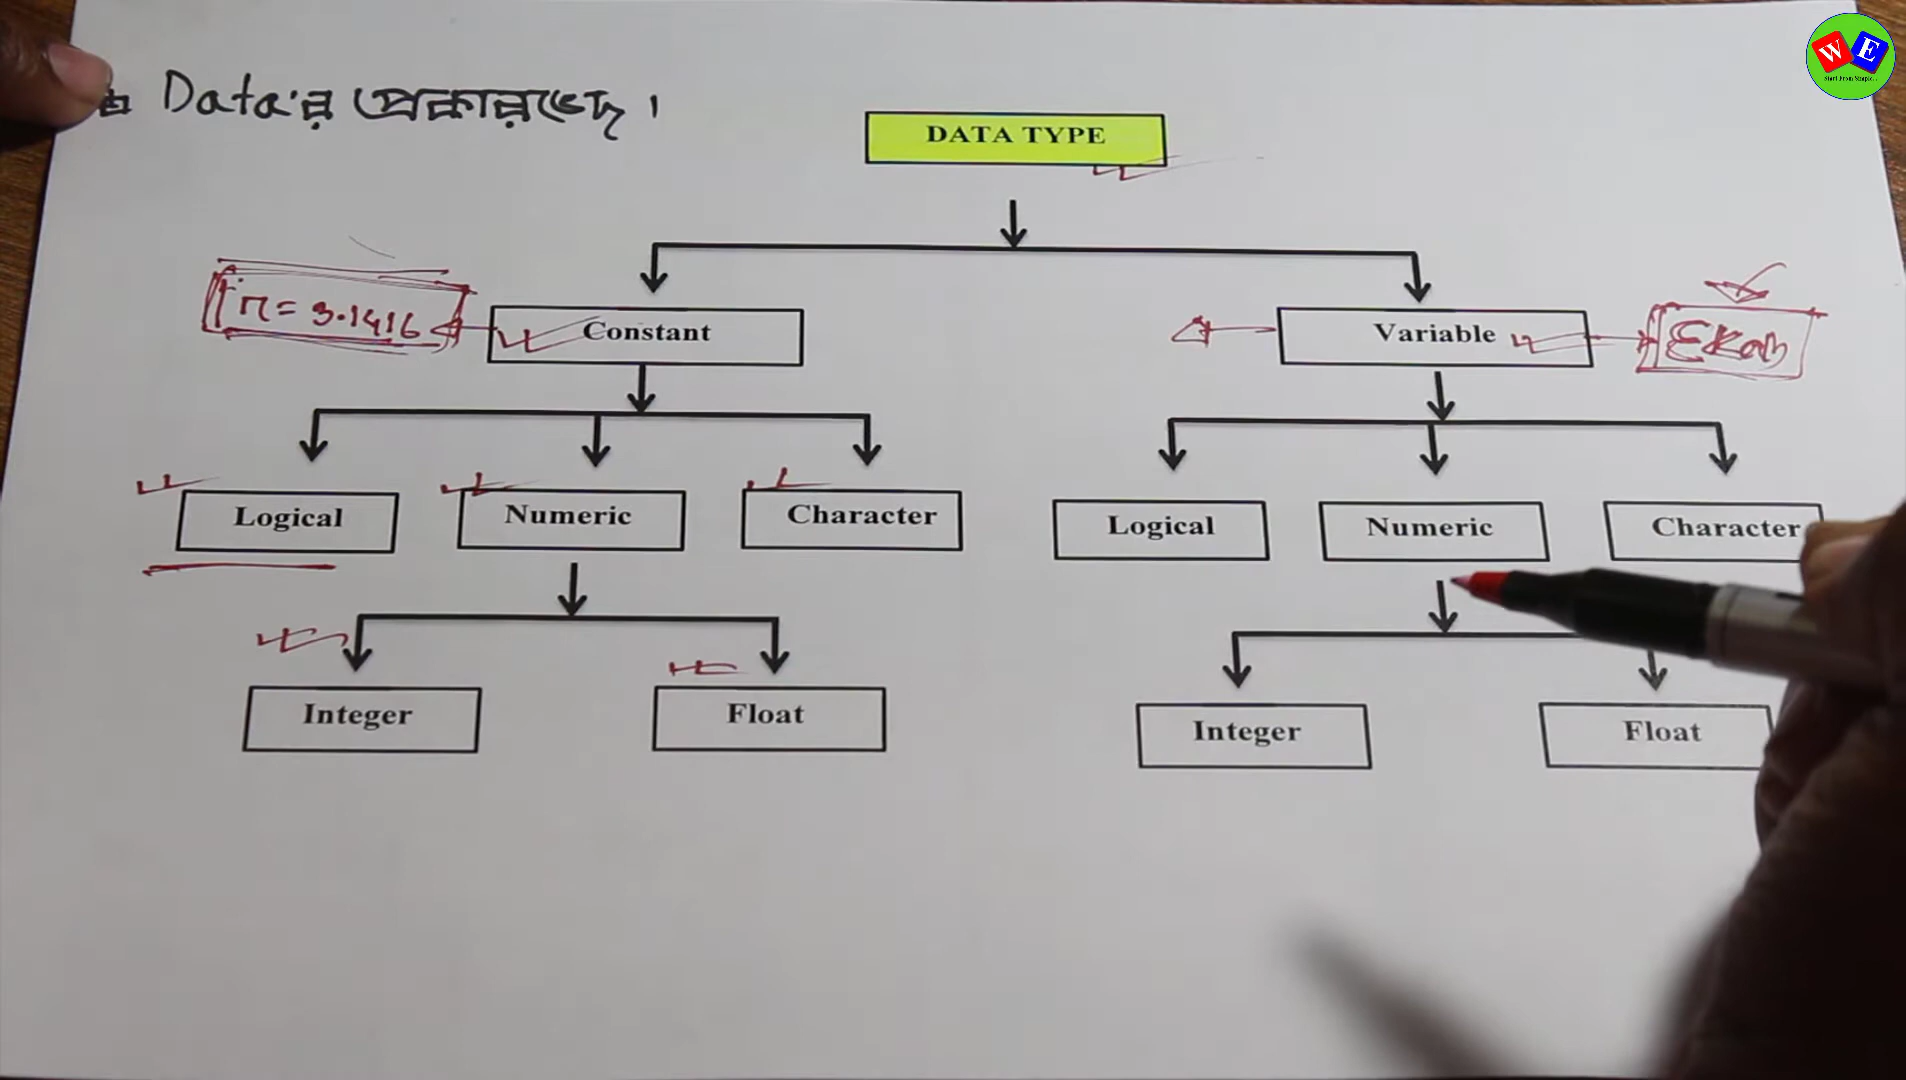 Data'র প্রকারভেদ।
DATA TYPE
π = 3.1416
Constant
Variable
Logical
Numeric
Character
Logical
Numeric
Character
Integer
Float
Integer
Float
W E